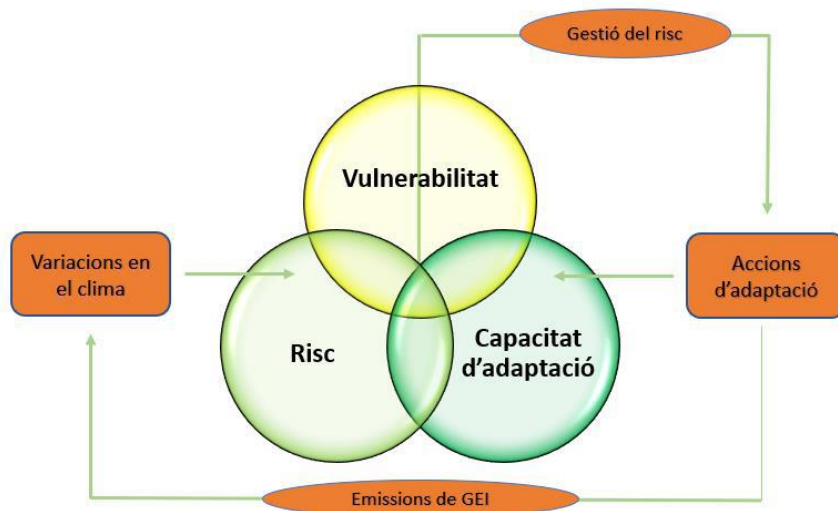 Gestió del risc
Vulnerabilitat
Variacions en
el clima
Accions
d'adaptació
Risc
Capacitat
d'adaptació
Emissions de GEI